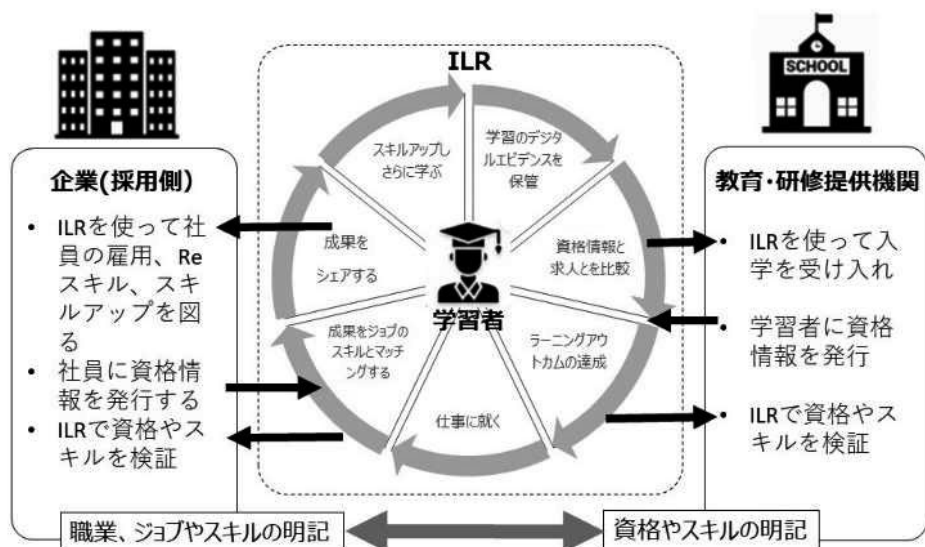 ILR
SCHOOL
企業(採用側)
• ILRを使って社
員の雇用、Re
スキル、スキ
ルアップを図
る
• 社員に資格情
報を発行する
• ILRで資格やス
キルを検証
スキルアップし
さらに学ぶ
学習のデジタ
ルエビデンスを
保管
成果を
シェアする
資格情報と
求人とを比較
学習者
成果をジョブの
スキルとマッチ
ングする
ラーニングアウ
トカムの達成
仕事に就く
教育・研修提供機関
• ILRを使って入
学を受け入れ
• 学習者に資格
情報を発行
• ILRで資格やス
キルを検証
職業、ジョブやスキルの明記
資格やスキルの明記